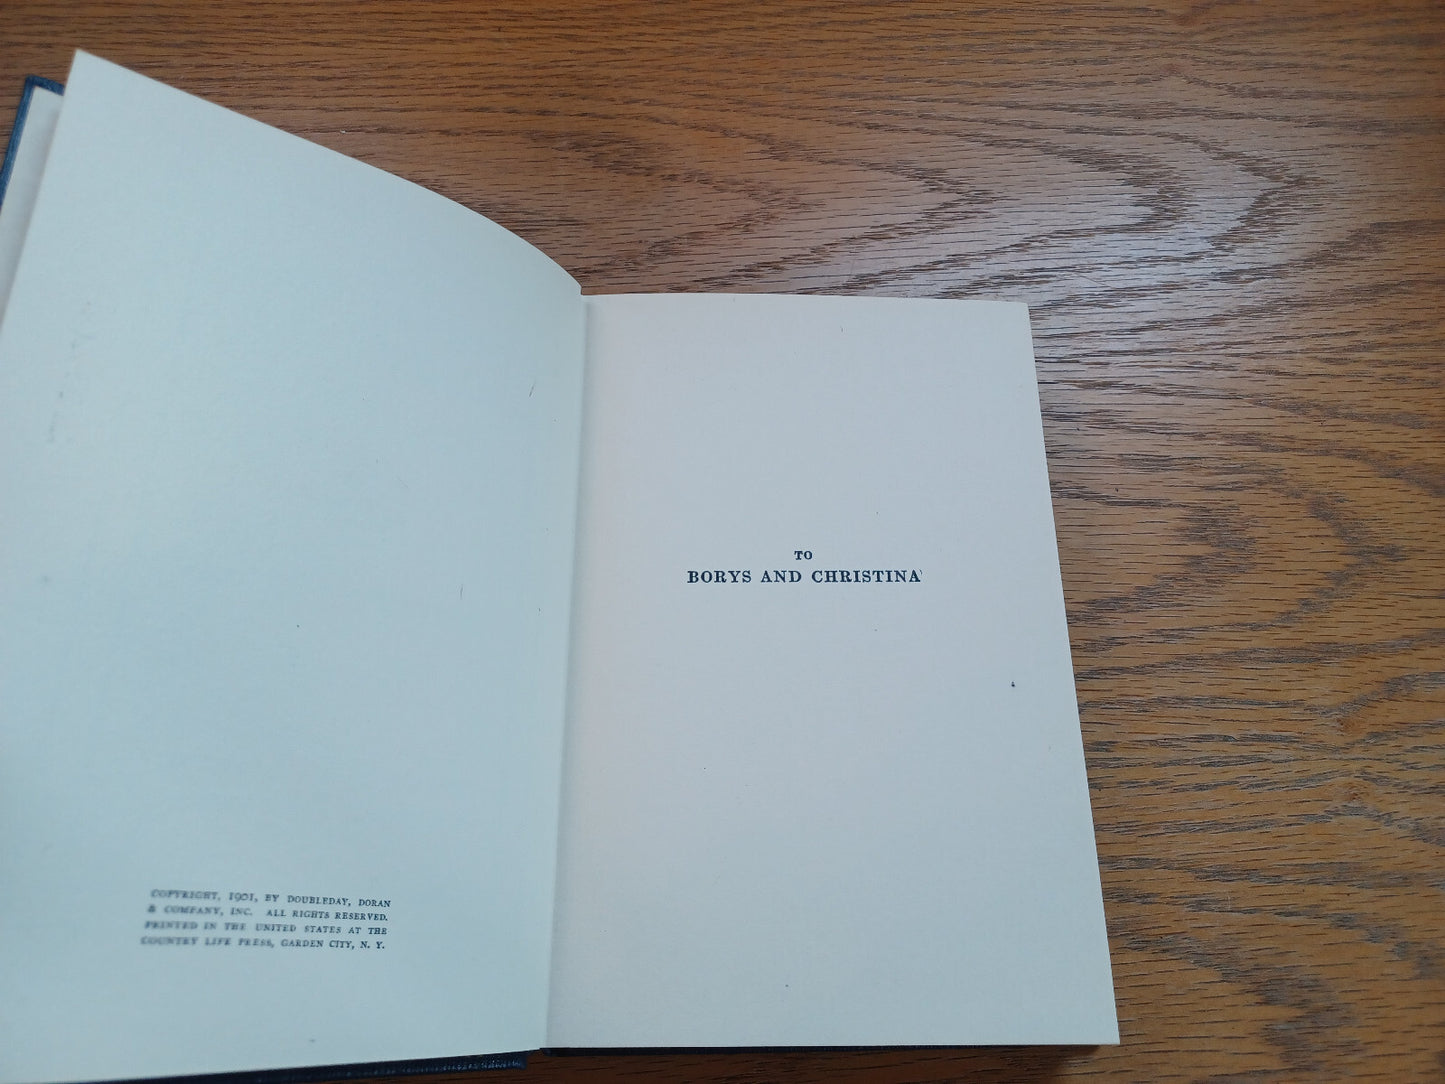 COPYRIGHT, 1901, BY DOUBLEDAY, DORAN
& COMPANY, INC. ALL RIGHTS RESERVED.
PRINTED IN THE UNITED STATES AT THE
COUNTRY LIFE PRESS, GARDEN CITY, N. Y.
TO
BORYS AND CHRISTINA